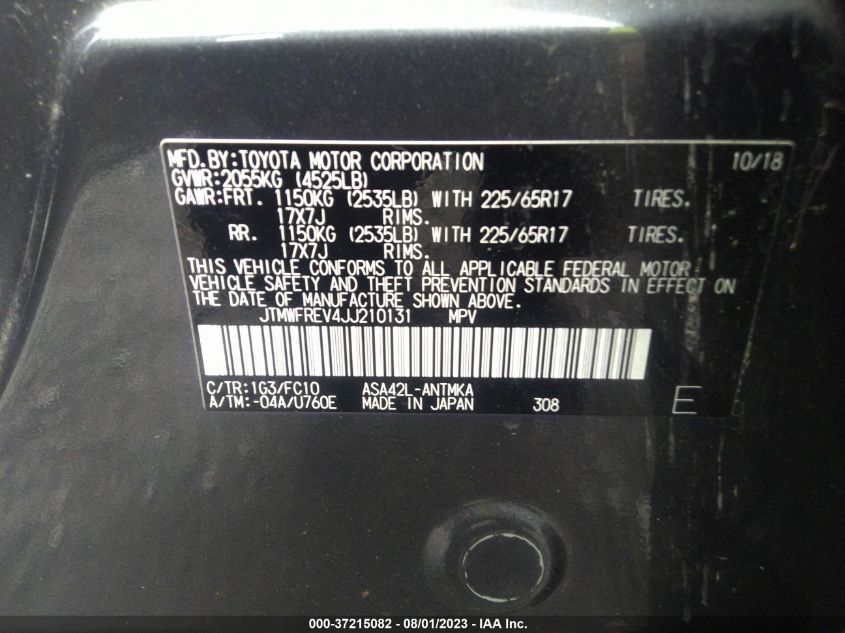 MFD.BY:TOYOTA MOTOR CORPORATION 10/18
GVWR:2055KG (4525LB)
GAWR:FRT. 1150KG (2535LB) WITH 225/65R17 TIRES.
17X7J RIMS.
RR. 1150KG (2535LB) WITH 225/65R17 TIRES.
17X7J RIMS.
THIS VEHICLE CONFORMS TO ALL APPLICABLE FEDERAL MOTOR
VEHICLE SAFETY AND THEFT PREVENTION STANDARDS IN EFFECT ON
THE DATE OF MANUFACTURE SHOWN ABOVE.
JTMWFREV4JJ210131 MPV
C/TR:1G3/FC10 ASA42L-ANTMKA
A/TM:-04A/U760E MADE IN JAPAN 308 E
000-37215082 - 08/01/2023 - IAA Inc.